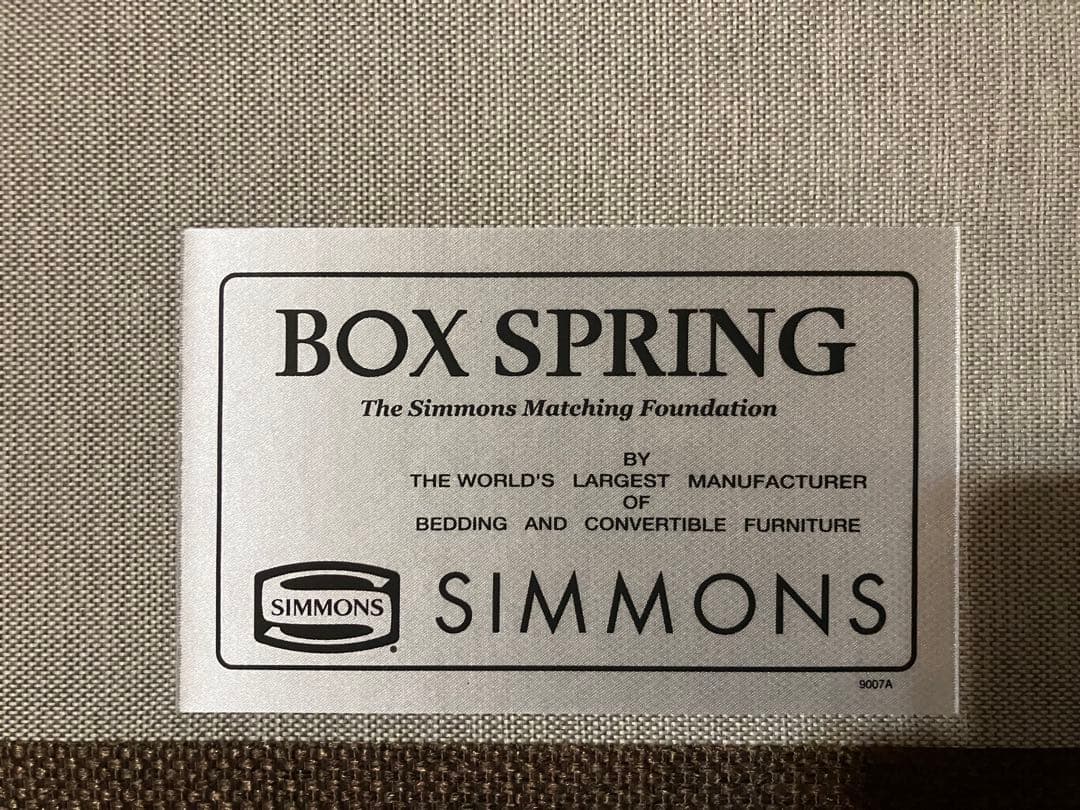 BOX SPRING
The Simmons Matching Foundation
BY
THE WORLD'S LARGEST MANUFACTURER
OF
BEDDING AND CONVERTIBLE FURNITURE
SIMMONS SIMMONS
9007A